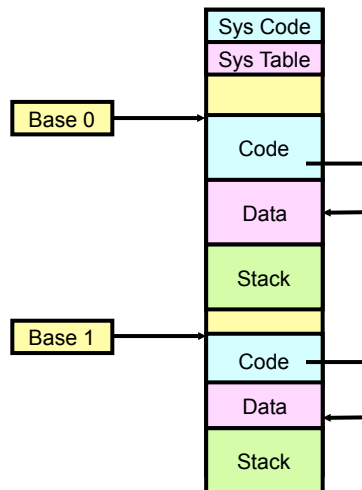 Sys Code
Sys Table
Base 0
Code
Data
Stack
Base 1
Code
Data
Stack